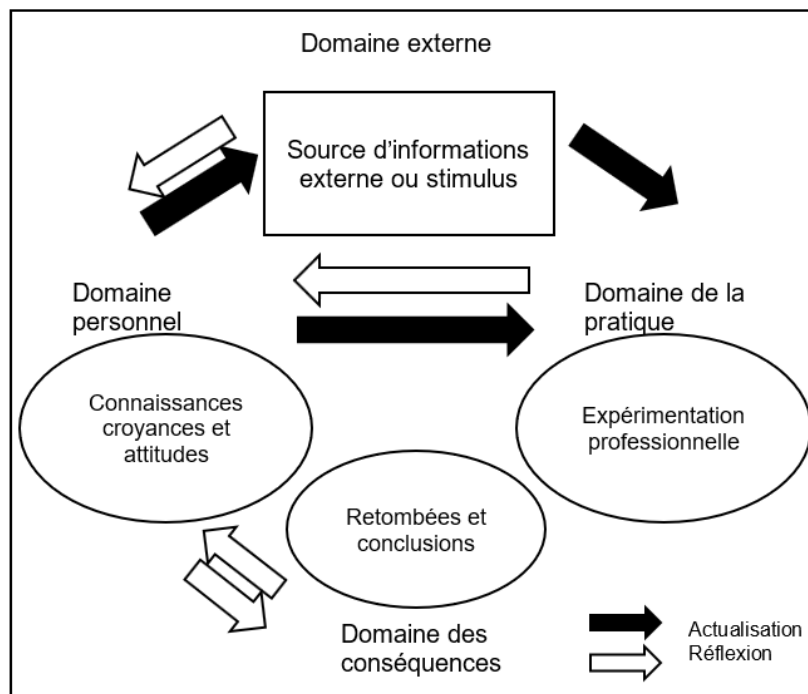 Domaine externe
Source d'informations
externe ou stimulus
Domaine
personnel
Domaine de la
pratique
Connaissances
croyances et
attitudes
Expérimentation
professionnelle
Retombées et
conclusions
Domaine des
conséquences
Actualisation
Réflexion